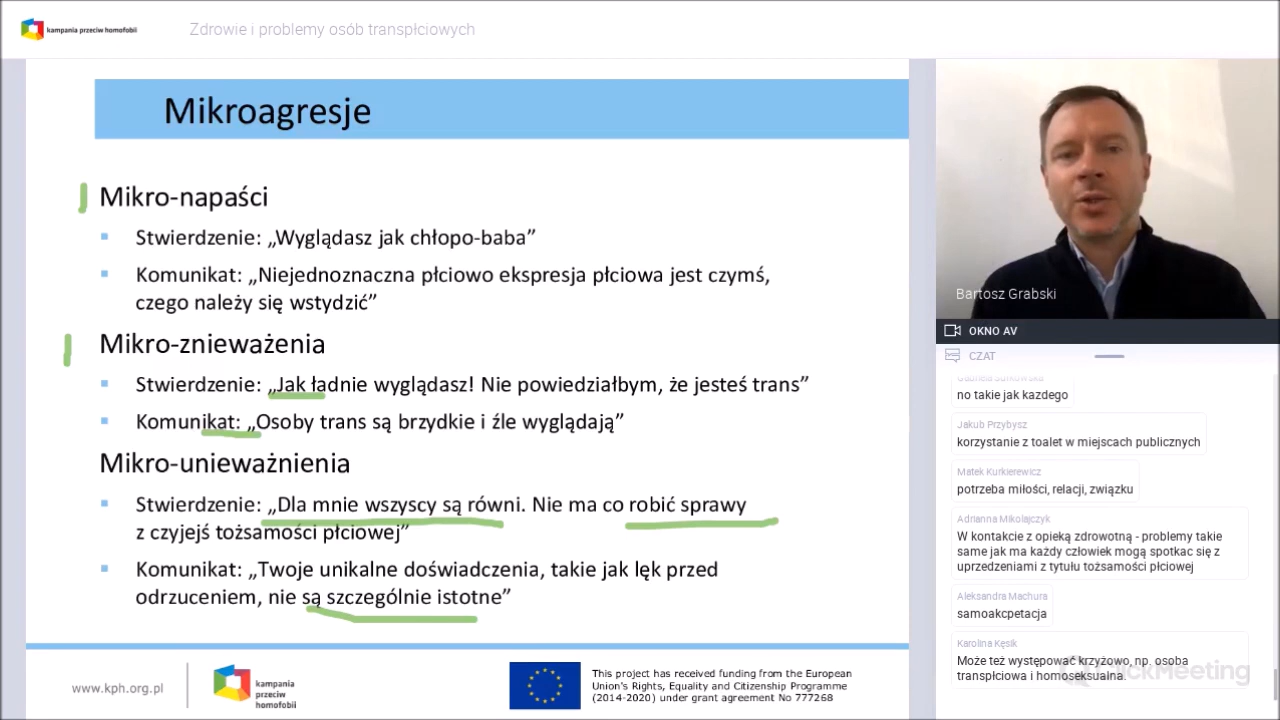 kampania przeciw homofobii
Zdrowie i problemy osób transpłciowych
Mikroagresje
Mikro-napaści
Stwierdzenie: „Wyglądasz jak chłopo-baba”
Komunikat: „Niejednoznaczna płciowo ekspresja płciowa jest czymś,
czego należy się wstydzić”
Mikro-znieważenia
Stwierdzenie: „Jak ładnie wyglądasz! Nie powiedziałbym, że jesteś trans”
Komunikat: „Osoby trans są brzydkie i źle wyglądają”
Mikro-unieważnienia
Stwierdzenie: „Dla mnie wszyscy są równi. Nie ma co robić sprawy
z czyjejś tożsamości płciowej”
Komunikat: „Twoje unikalne doświadczenia, takie jak lęk przed
odrzuceniem, nie są szczególnie istotne”
www.kph.org.pl
kampania
przeciw
homofobii
This project has received funding from the European
Union's Rights, Equality and Citizenship Programme
(2014-2020) under grant agreement No 777268
Bartosz Grabski
OKNO AV
CZAT
no takie jak kazdego
Jakub Przybysz
korzystanie z toalet w miejscach publicznych
Matek Kurkierewicz
potrzeba miłości, relacji, związku
Adrianna Mikolajczyk
W kontakcie z opieką zdrowotną - problemy takie
same jak ma każdy człowiek mogą spotkac się z
uprzedzeniami z tytułu tożsamości płciowej
Aleksandra Machura
samoakcpetacja
Karolina Kęsik
Może też występować krzyżowo, np. osoba
transpłciowa i homoseksualna.
ClickMeeting